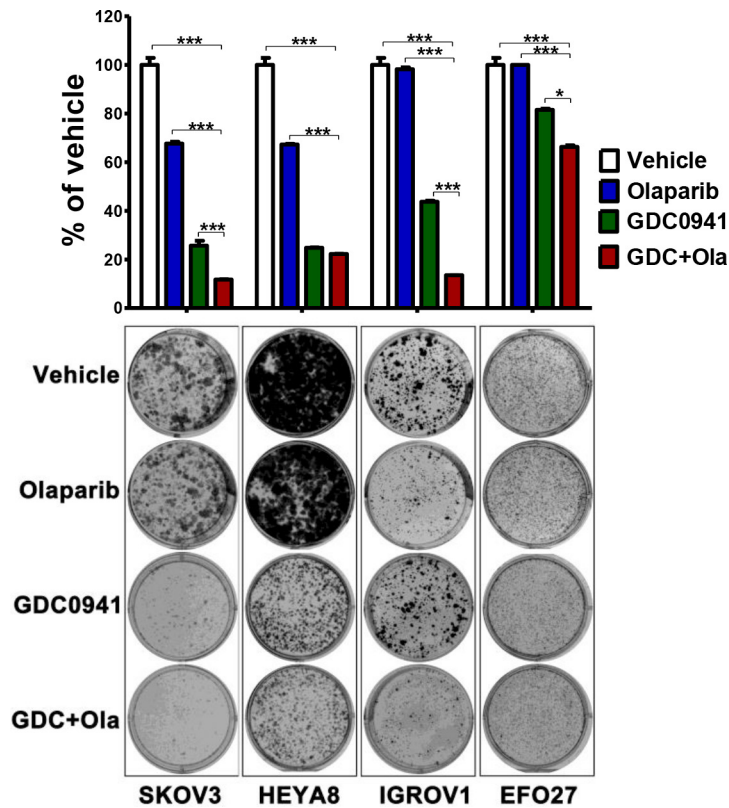 120
100
80
60
40
20
0
% of vehicle
*** *** *** ***
*** ***
*
*** ***
***
***
Vehicle
Olaparib
GDC0941
GDC+Ola
Vehicle
Olaparib
GDC0941
GDC+Ola
SKOV3 HEYA8 IGROV1 EFO27